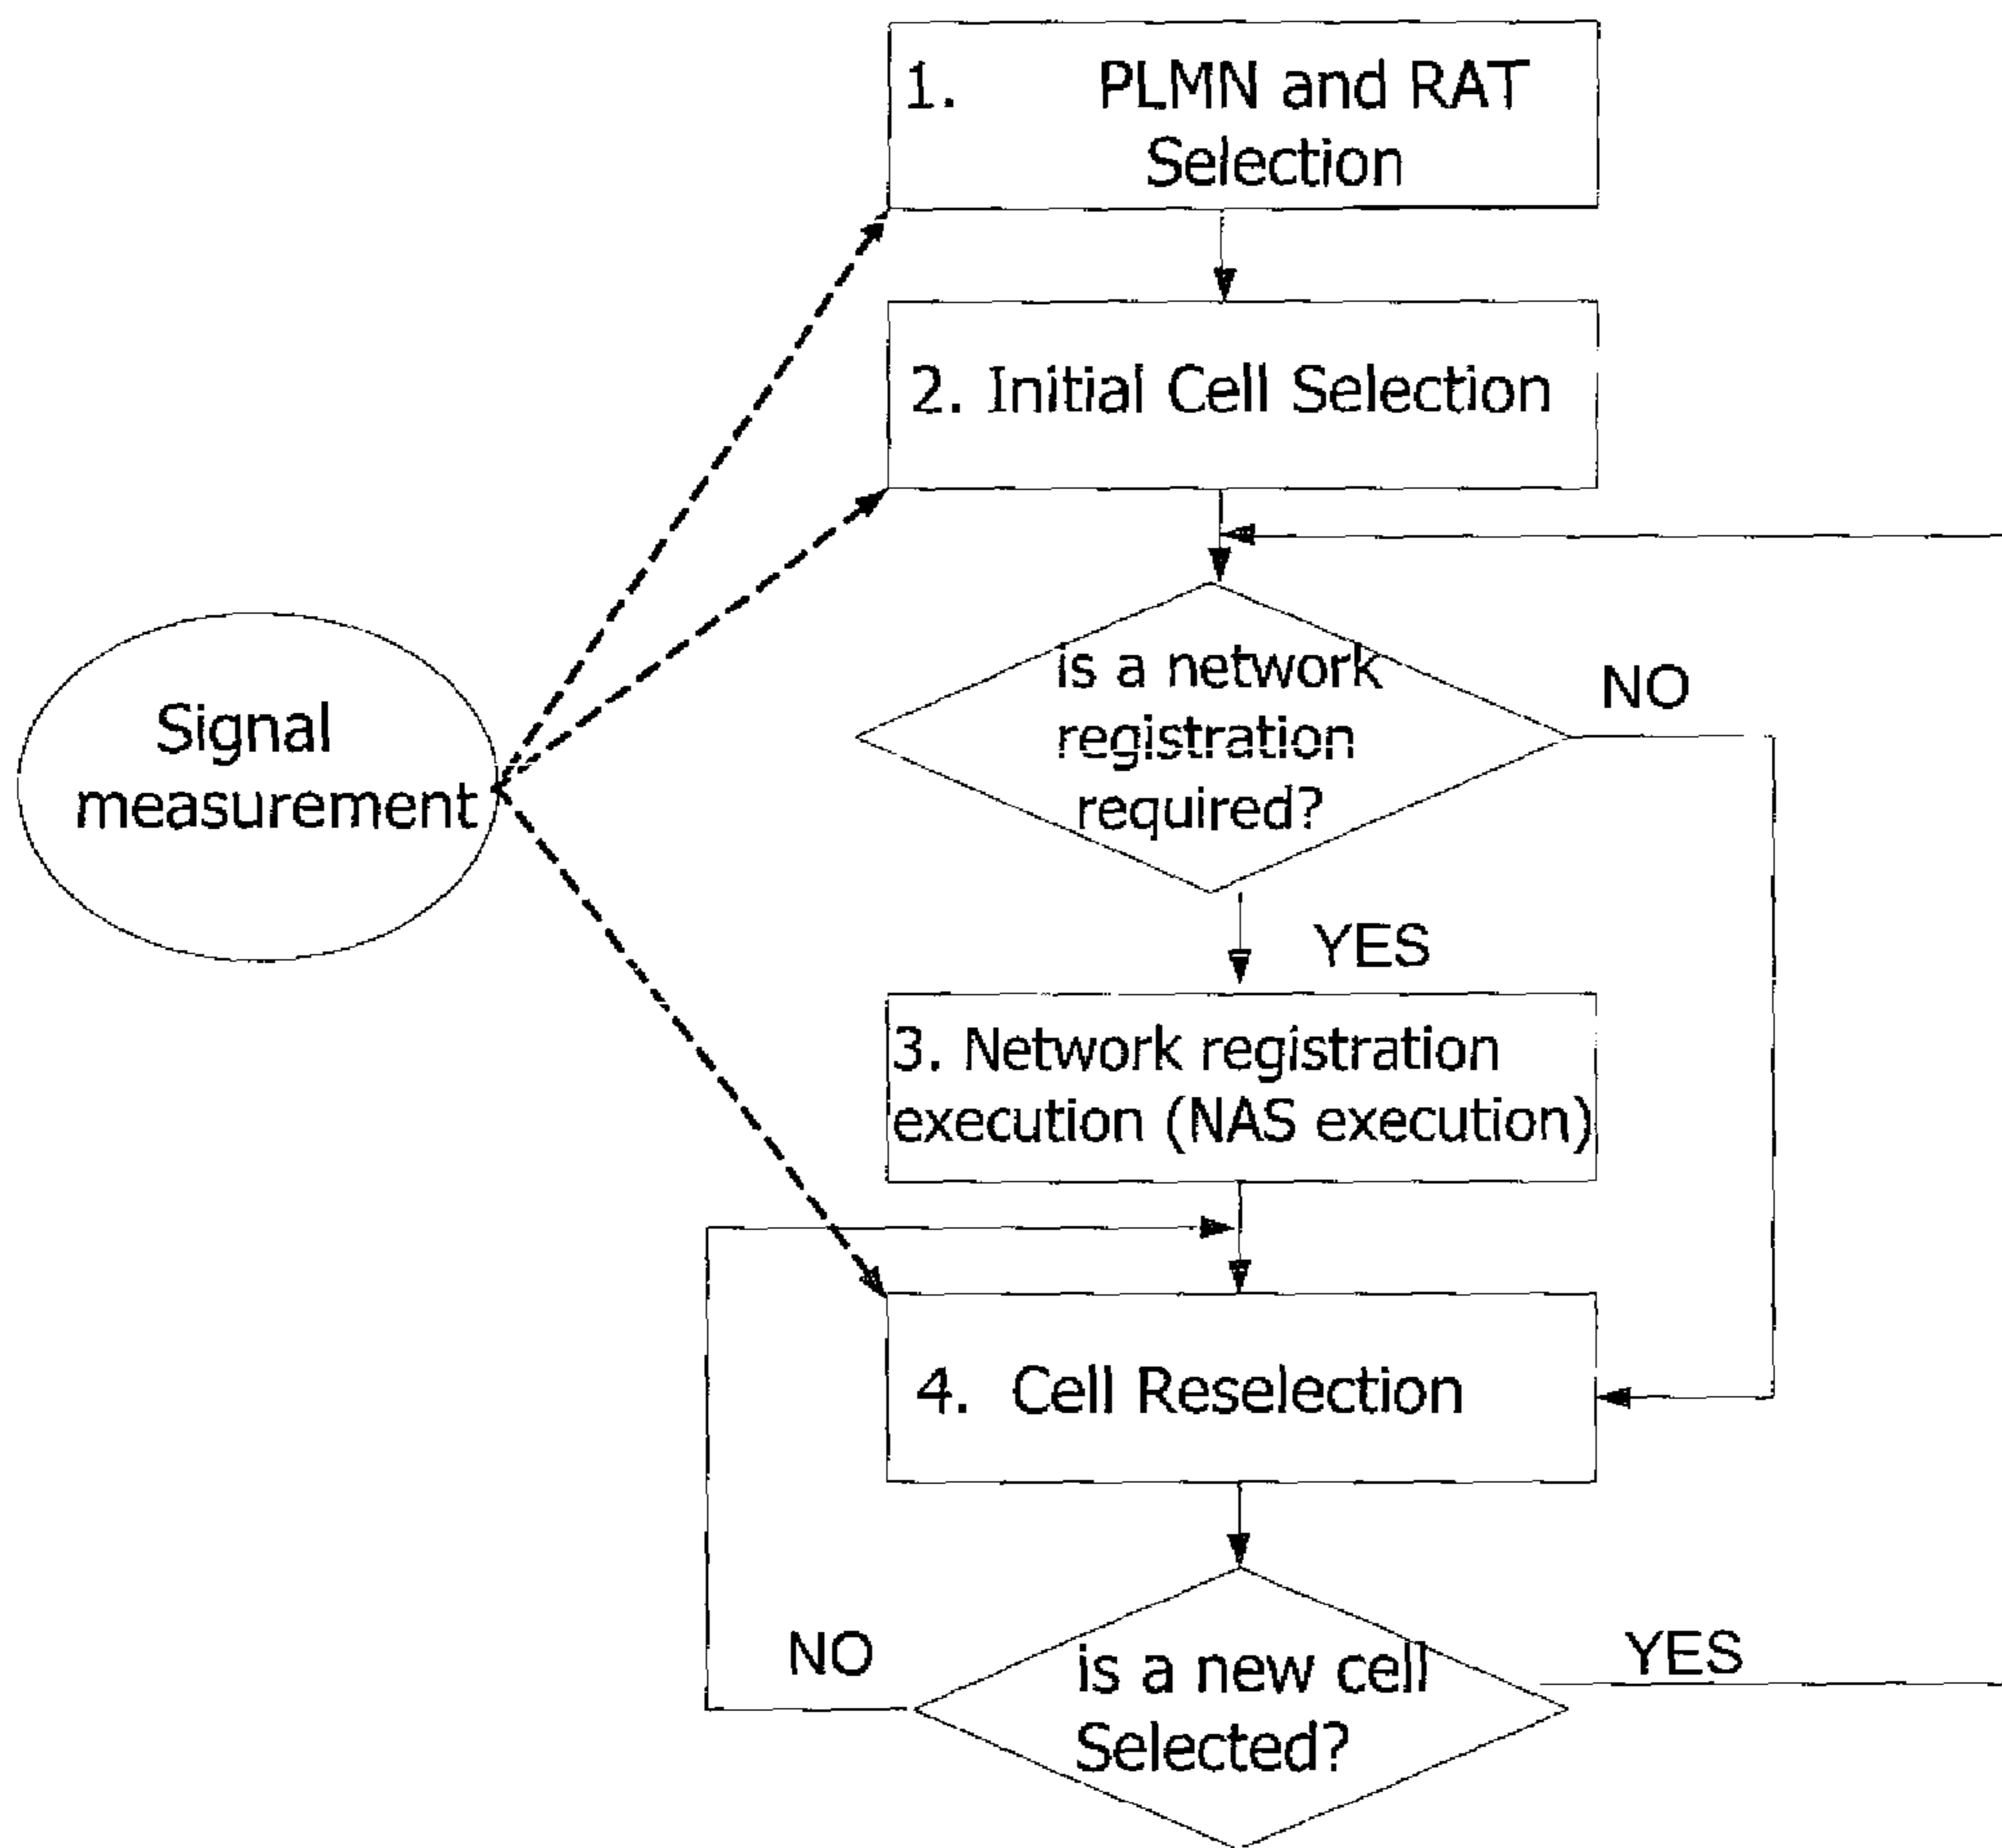 1. PLMN and RAT
Selection
2. Initial Cell Selection
is a network
registration
required?
NO
Signal
measurement
YES
3. Network registration
execution (NAS execution)
4. Cell Reselection
NO
is a new cell
Selected?
YES